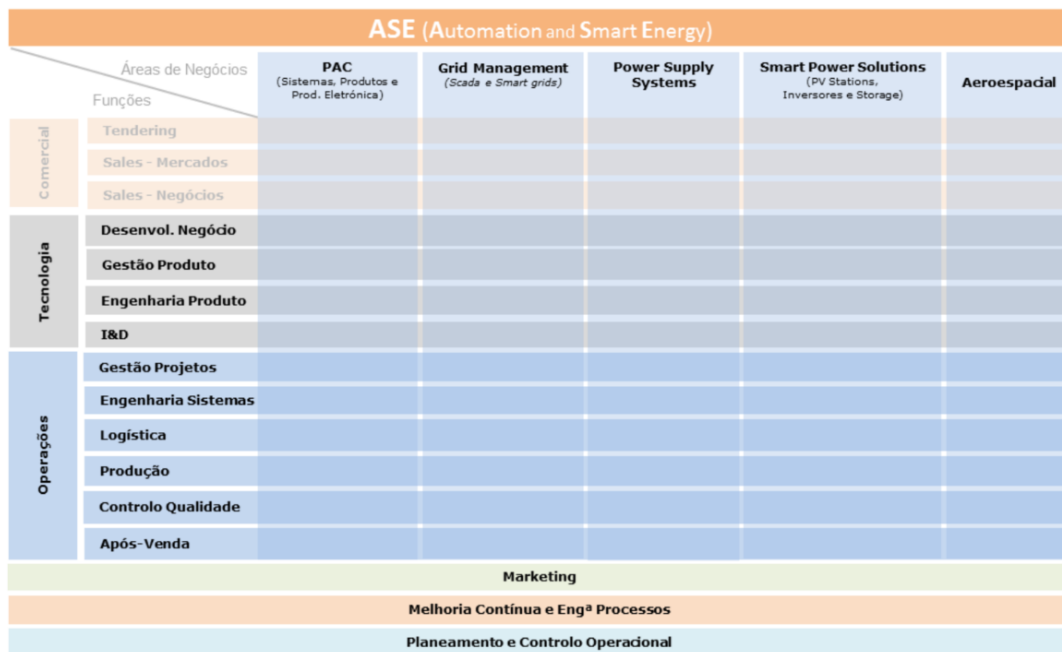 ASE (Automation and Smart Energy)
Áreas de Negócios
Funções
PAC
(Sistemas, Produtos e
Prod. Eletrónica)
Grid Management
(Scada e Smart grids)
Power Supply
Systems
Smart Power Solutions
(PV Stations,
Inversores e Storage)
Aeroespacial
Comercial
Tendering
Sales - Mercados
Sales - Negócios
Tecnologia
Desenvol. Negócio
Gestão Produto
Engenharia Produto
I&D
Operações
Gestão Projetos
Engenharia Sistemas
Logística
Produção
Controlo Qualidade
Após-Venda
Marketing
Melhoria Contínua e Engª Processos
Planeamento e Controlo Operacional